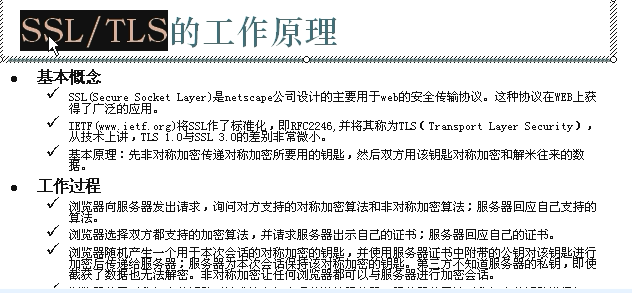 SSL/TLS的工作原理
基本概念
SSL(Secure Socket Layer)是netscape公司设计的主要用于web的安全传输协议。这种协议在WEB上获
得了广泛的应用。
IETF(www.ietf.org)将SSL作了标准化，即RFC2246,并将其称为TLS（Transport Layer Security），
从技术上讲，TLS 1.0与SSL 3.0的差别非常微小。
基本原理：先非对称加密传递对称加密所要用的钥匙，然后双方用该钥匙对称加密和解米往来的数
据。
工作过程
浏览器向服务器发出请求，询问对方支持的对称加密算法和非对称加密算法；服务器回应自己支持的
算法。
浏览器选择双方都支持的加密算法，并请求服务器出示自己的证书；服务器回应自己的证书。
浏览器随机产生一个用于本次会话的对称加密的钥匙，并使用服务器证书中附带的公钥对该钥匙进行
加密后传递给服务器；服务器为本次会话保持该对称加密的钥匙。第三方不知道服务器的私钥，即使
截获了数据也无法解密。非对称加密让任何浏览器都可以与服务器进行加密会话。